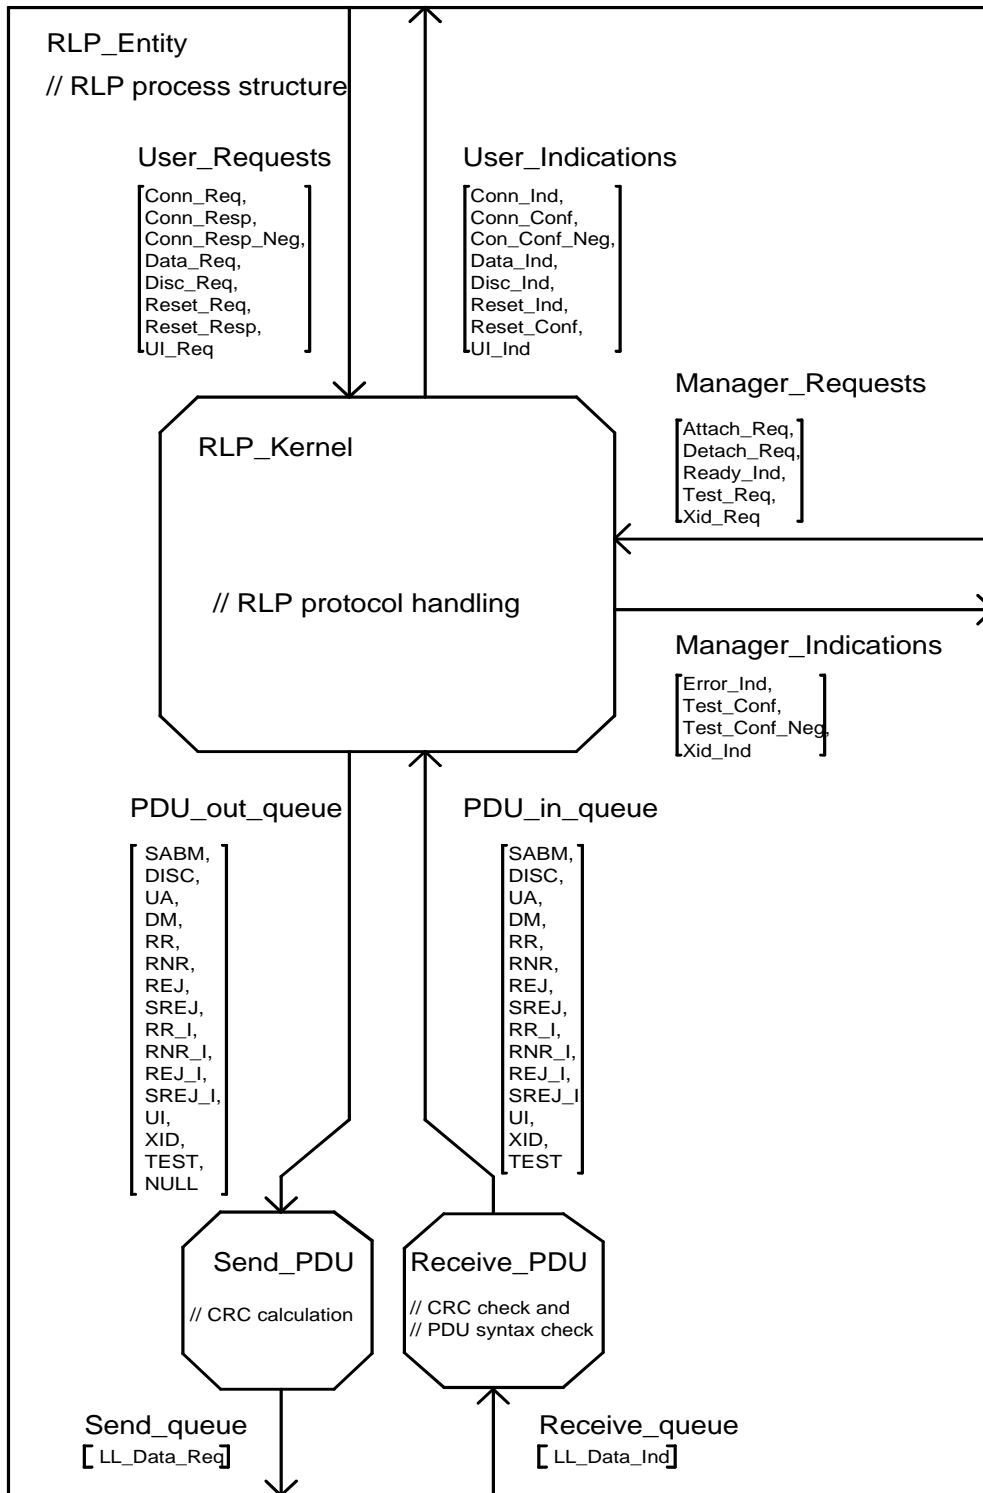 RLP_Entity
// RLP process structure
User_Requests
Conn_Req,
Conn_Resp,
Conn_Resp_Neg,
Data_Req,
Disc_Req,
Reset_Req,
Reset_Resp,
UI_Req
User_Indications
Conn_Ind,
Conn_Conf,
Con_Conf_Neg,
Data_Ind,
Disc_Ind,
Reset_Ind,
Reset_Conf,
UI_Ind
Manager_Requests
Attach_Req,
Detach_Req,
Ready_Ind,
Test_Req,
Xid_Req
RLP_Kernel
// RLP protocol handling
Manager_Indications
Error_Ind,
Test_Conf,
Test_Conf_Neg,
Xid_Ind
PDU_out_queue
SABM,
DISC,
UA,
DM,
RR,
RNR,
REJ,
SREJ,
RR_I,
RNR_I,
REJ_I,
SREJ_I,
UI,
XID,
TEST,
NULL
PDU_in_queue
SABM,
DISC,
UA,
DM,
RR,
RNR,
REJ,
SREJ,
RR_I,
RNR_I,
REJ_I,
SREJ_I
UI,
XID,
TEST
Send_PDU
// CRC calculation
Receive_PDU
// CRC check and
// PDU syntax check
Send_queue
[ LL_Data_Req]
Receive_queue
[ LL_Data_Ind]